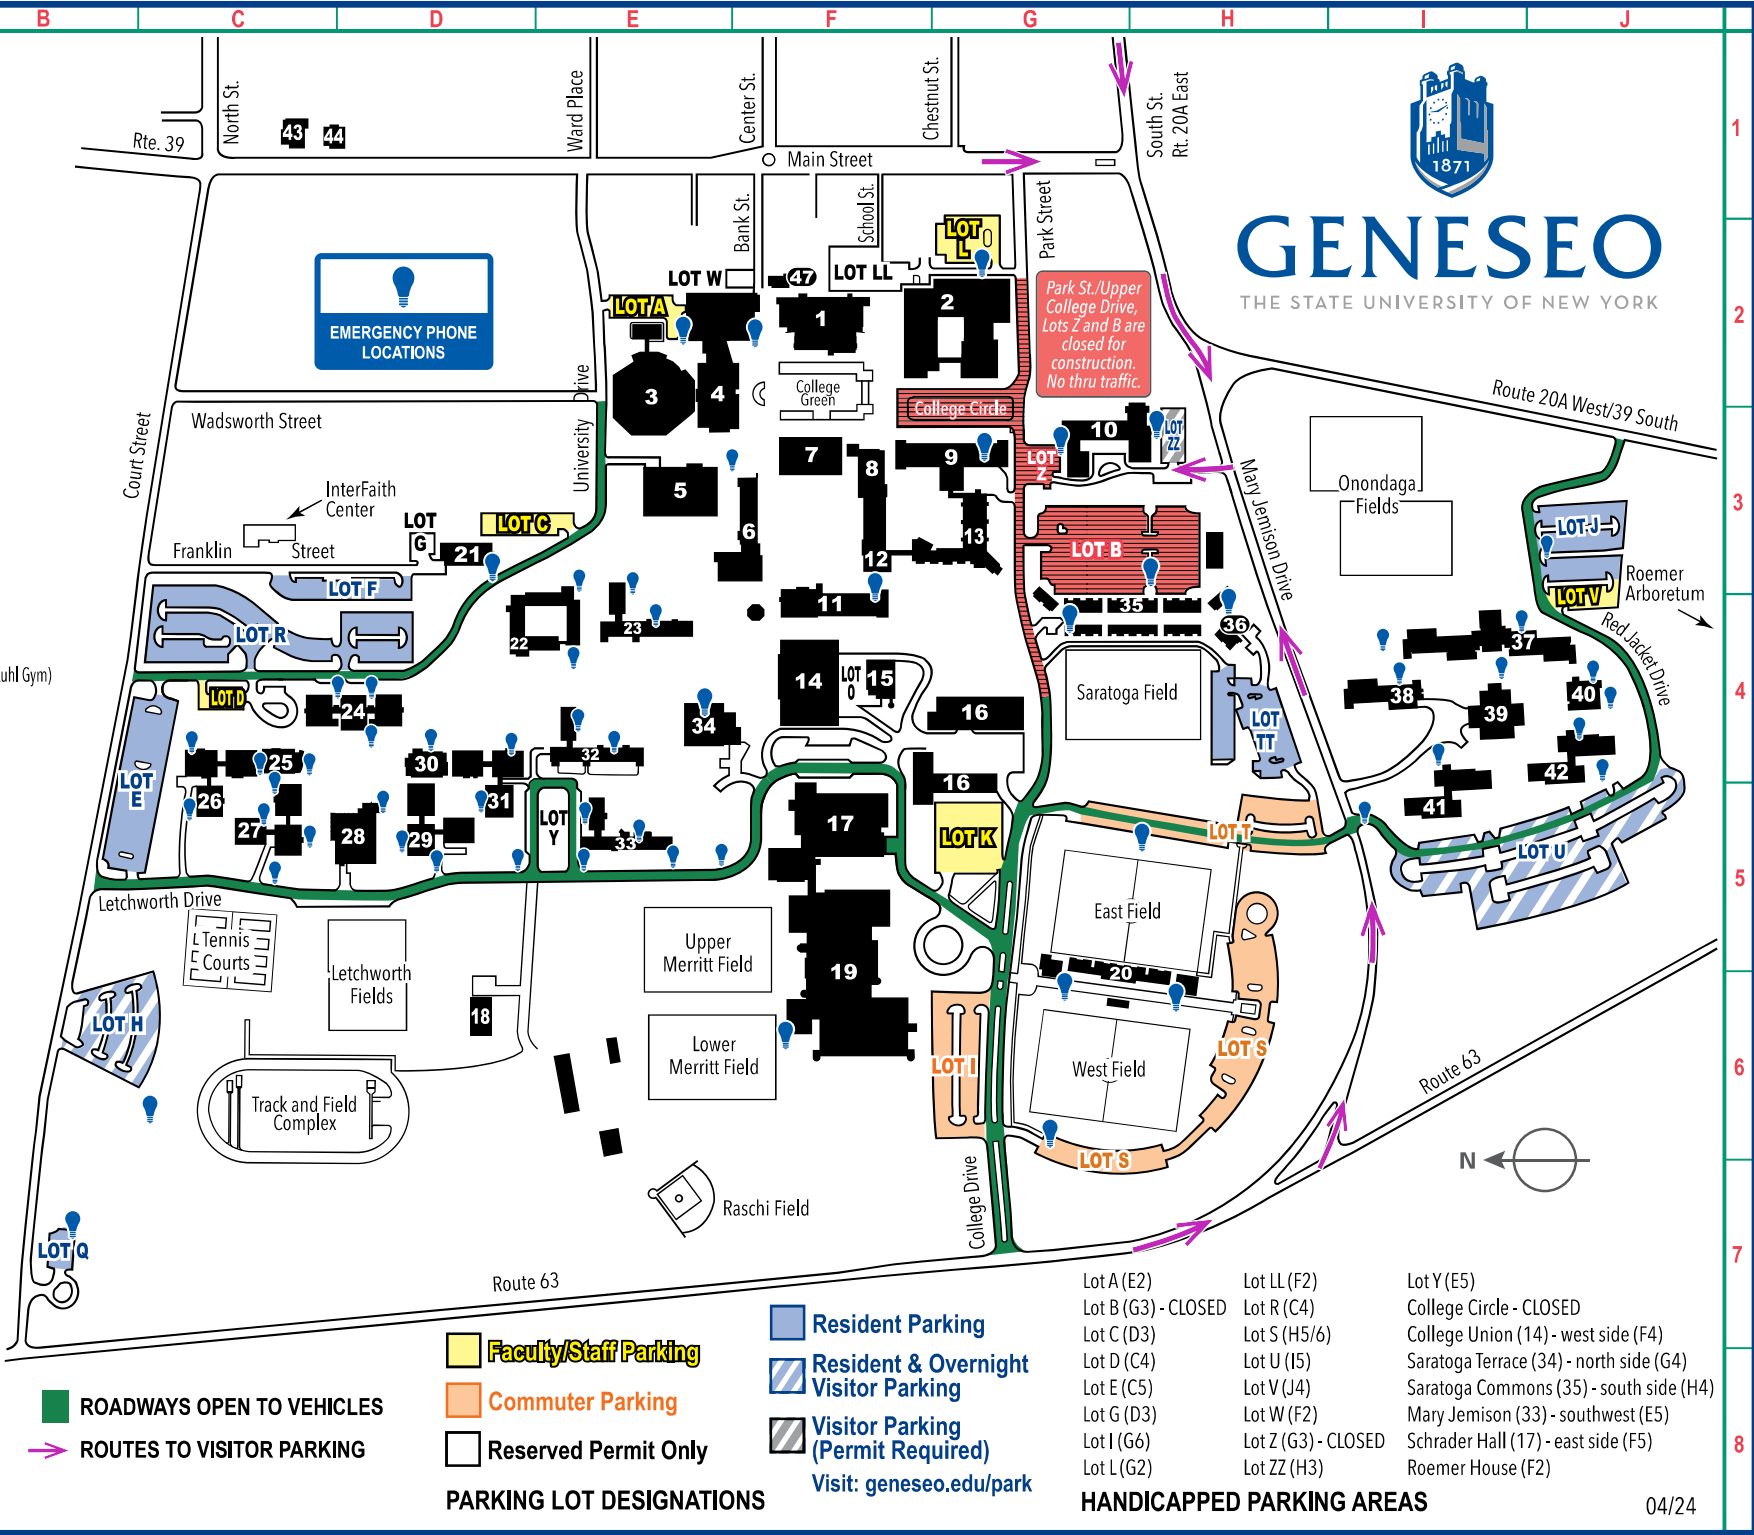 B
C
D
E
F
G
H
I
J
1
2
3
4
5
6
7
8
North St.
Ward Place
Center St.
Chestnut St.
South St.
Rt. 20A East
Rte. 39
43
44
Main Street
Bank St.
School St.
Park Street
1871
GENESEO
THE STATE UNIVERSITY OF NEW YORK
EMERGENCY PHONE
LOCATIONS
LOT
L
LOT W
47
LOT LL
LOT A
1
2
Park St./Upper
College Drive,
Lots Z and B are
closed for
construction.
No thru traffic.
3
4
College
Green
College Circle
Route 20A West/39 South
Court Street
Wadsworth Street
University
Drive
7
8
9
10
LOT
ZZ
LOT
Z
5
6
12
13
InterFaith
Center
LOT
G
LOT C
21
Franklin
Street
LOT F
LOT R
LOT B
Mary Jemison Drive
Onondaga
Fields
LOT J
LOT V
Roemer
Arboretum
Red Jacket Drive
11
22
23
35
36
37
uhl Gym)
LOT D
24
14
LOT
O
15
16
Saratoga Field
LOT
TT
38
39
40
34
25
30
32
26
31
LOT
E
27
28
29
LOT
Y
33
16
17
LOT K
LOT T
41
42
LOT U
Letchworth Drive
Tennis
Courts
Letchworth
Fields
18
Upper
Merritt Field
19
East Field
20
LOT H
Lower
Merritt Field
LOT I
West Field
LOT S
LOT S
Track and Field
Complex
Route 63
N
Raschi Field
College Drive
LOT Q
Route 63
ROADWAYS OPEN TO VEHICLES
ROUTES TO VISITOR PARKING
Faculty/Staff Parking
Commuter Parking
Reserved Permit Only
Resident Parking
Resident & Overnight
Visitor Parking
Visitor Parking
(Permit Required)
Visit: geneseo.edu/park
PARKING LOT DESIGNATIONS
Lot A (E2)
Lot B (G3) - CLOSED
Lot C (D3)
Lot D (C4)
Lot E (C5)
Lot G (D3)
Lot I (G6)
Lot L (G2)
Lot LL (F2)
Lot R (C4)
Lot S (H5/6)
Lot U (I5)
Lot V (J4)
Lot W (F2)
Lot Z (G3) - CLOSED
Lot ZZ (H3)
Lot Y (E5)
College Circle - CLOSED
College Union (14) - west side (F4)
Saratoga Terrace (34) - north side (G4)
Saratoga Commons (35) - south side (H4)
Mary Jemison (33) - southwest (E5)
Schrader Hall (17) - east side (F5)
Roemer House (F2)
HANDICAPPED PARKING AREAS
04/24